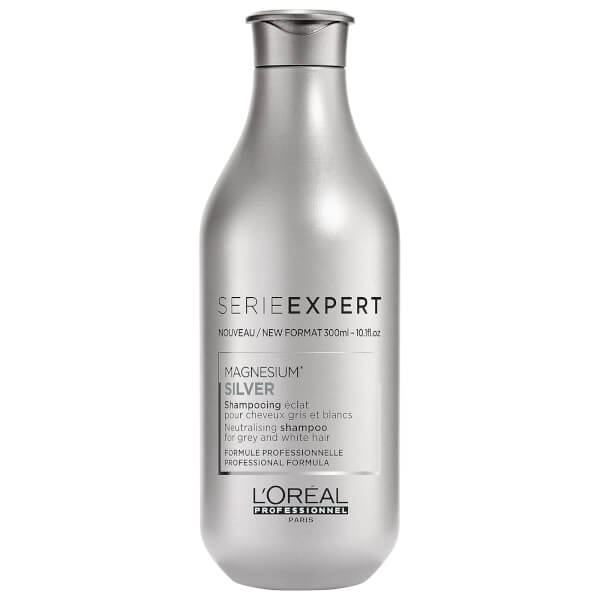 SERIEEXPERT
NOUVEAU / NEW FORMAT 300ml - 10.1fl.oz
MAGNESIUM*
SILVER
Shampooing éclat
pour cheveux gris et blancs
Neutralising shampoo
for grey and white hair
FORMULE PROFESSIONNELLE
PROFESSIONAL FORMULA
L'ORÉAL
PROFESSIONNEL
PARIS